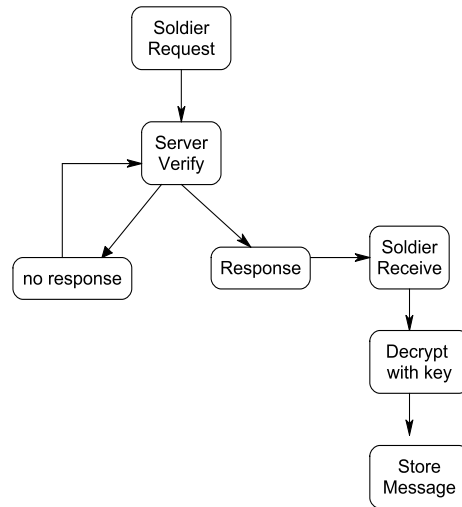 Soldier
Request
Server
Verify
no response
Response
Soldier
Receive
Decrypt
with key
Store
Message